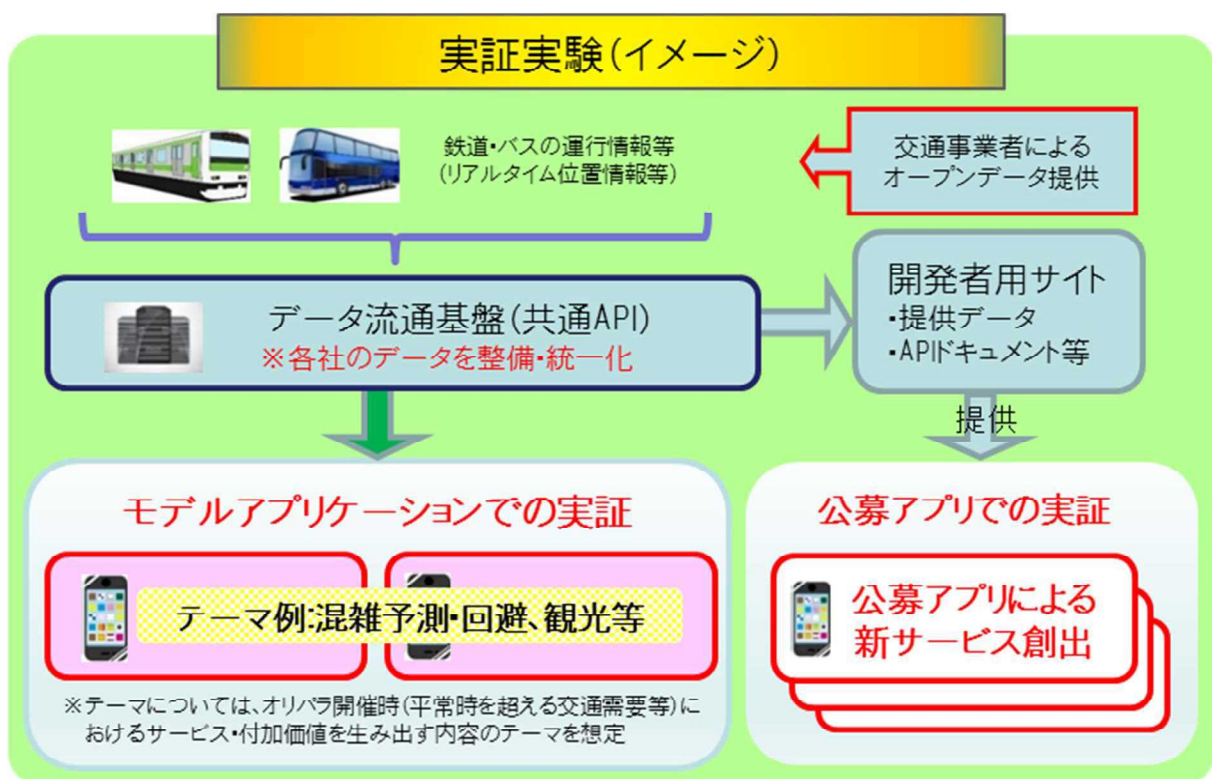 実証実験(イメージ)
鉄道・バスの運行情報等
(リアルタイム位置情報等)
交通事業者による
オープンデータ提供
データ流通基盤(共通API)
※各社のデータを整備・統一化
開発者用サイト
・提供データ
・APIドキュメント等
提供
モデルアプリケーションでの実証
テーマ例:混雑予測・回避、観光等
※テーマについては、オリパラ開催時(平常時を超える交通需要等)に
おけるサービス・付加価値を生み出す内容のテーマを想定
公募アプリでの実証
公募アプリによる
新サービス創出